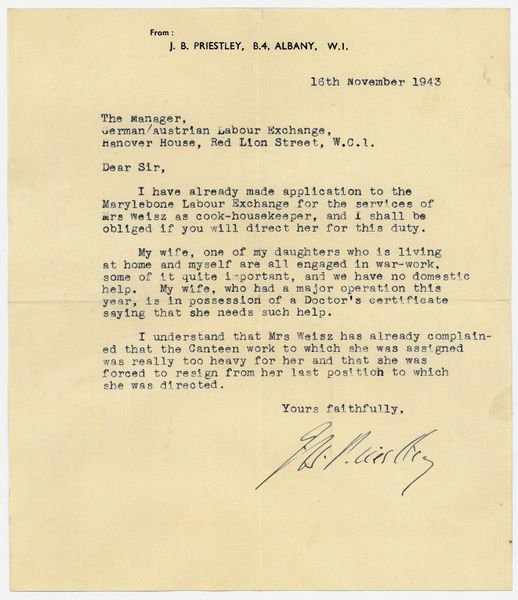 From:
J. B. PRIESTLEY, B.4, ALBANY, W.1.
16th November 1943
The Manager,
German/Austrian Labour Exchange,
Hanover House, Red Lion Street, W.C.1.
Dear Sir,
I have already made application to the
Marylebone Labour Exchange for the services of
Mrs Weisz as cook-housekeeper, and I shall be
obliged if you will direct her for this duty.
My wife, one of my daughters who is living
at home and myself are all engaged in war-work,
some of it quite important, and we have no domestic
help. My wife, who had a major operation this
year, is in possession of a Doctor's certificate
saying that she needs such help.
I understand that Mrs Weisz has already complain-
ed that the Canteen work to which she was assigned
was really too heavy for her and that she was
forced to resign from her last position to which
she was directed.
Yours faithfully,
J.B. Priestley